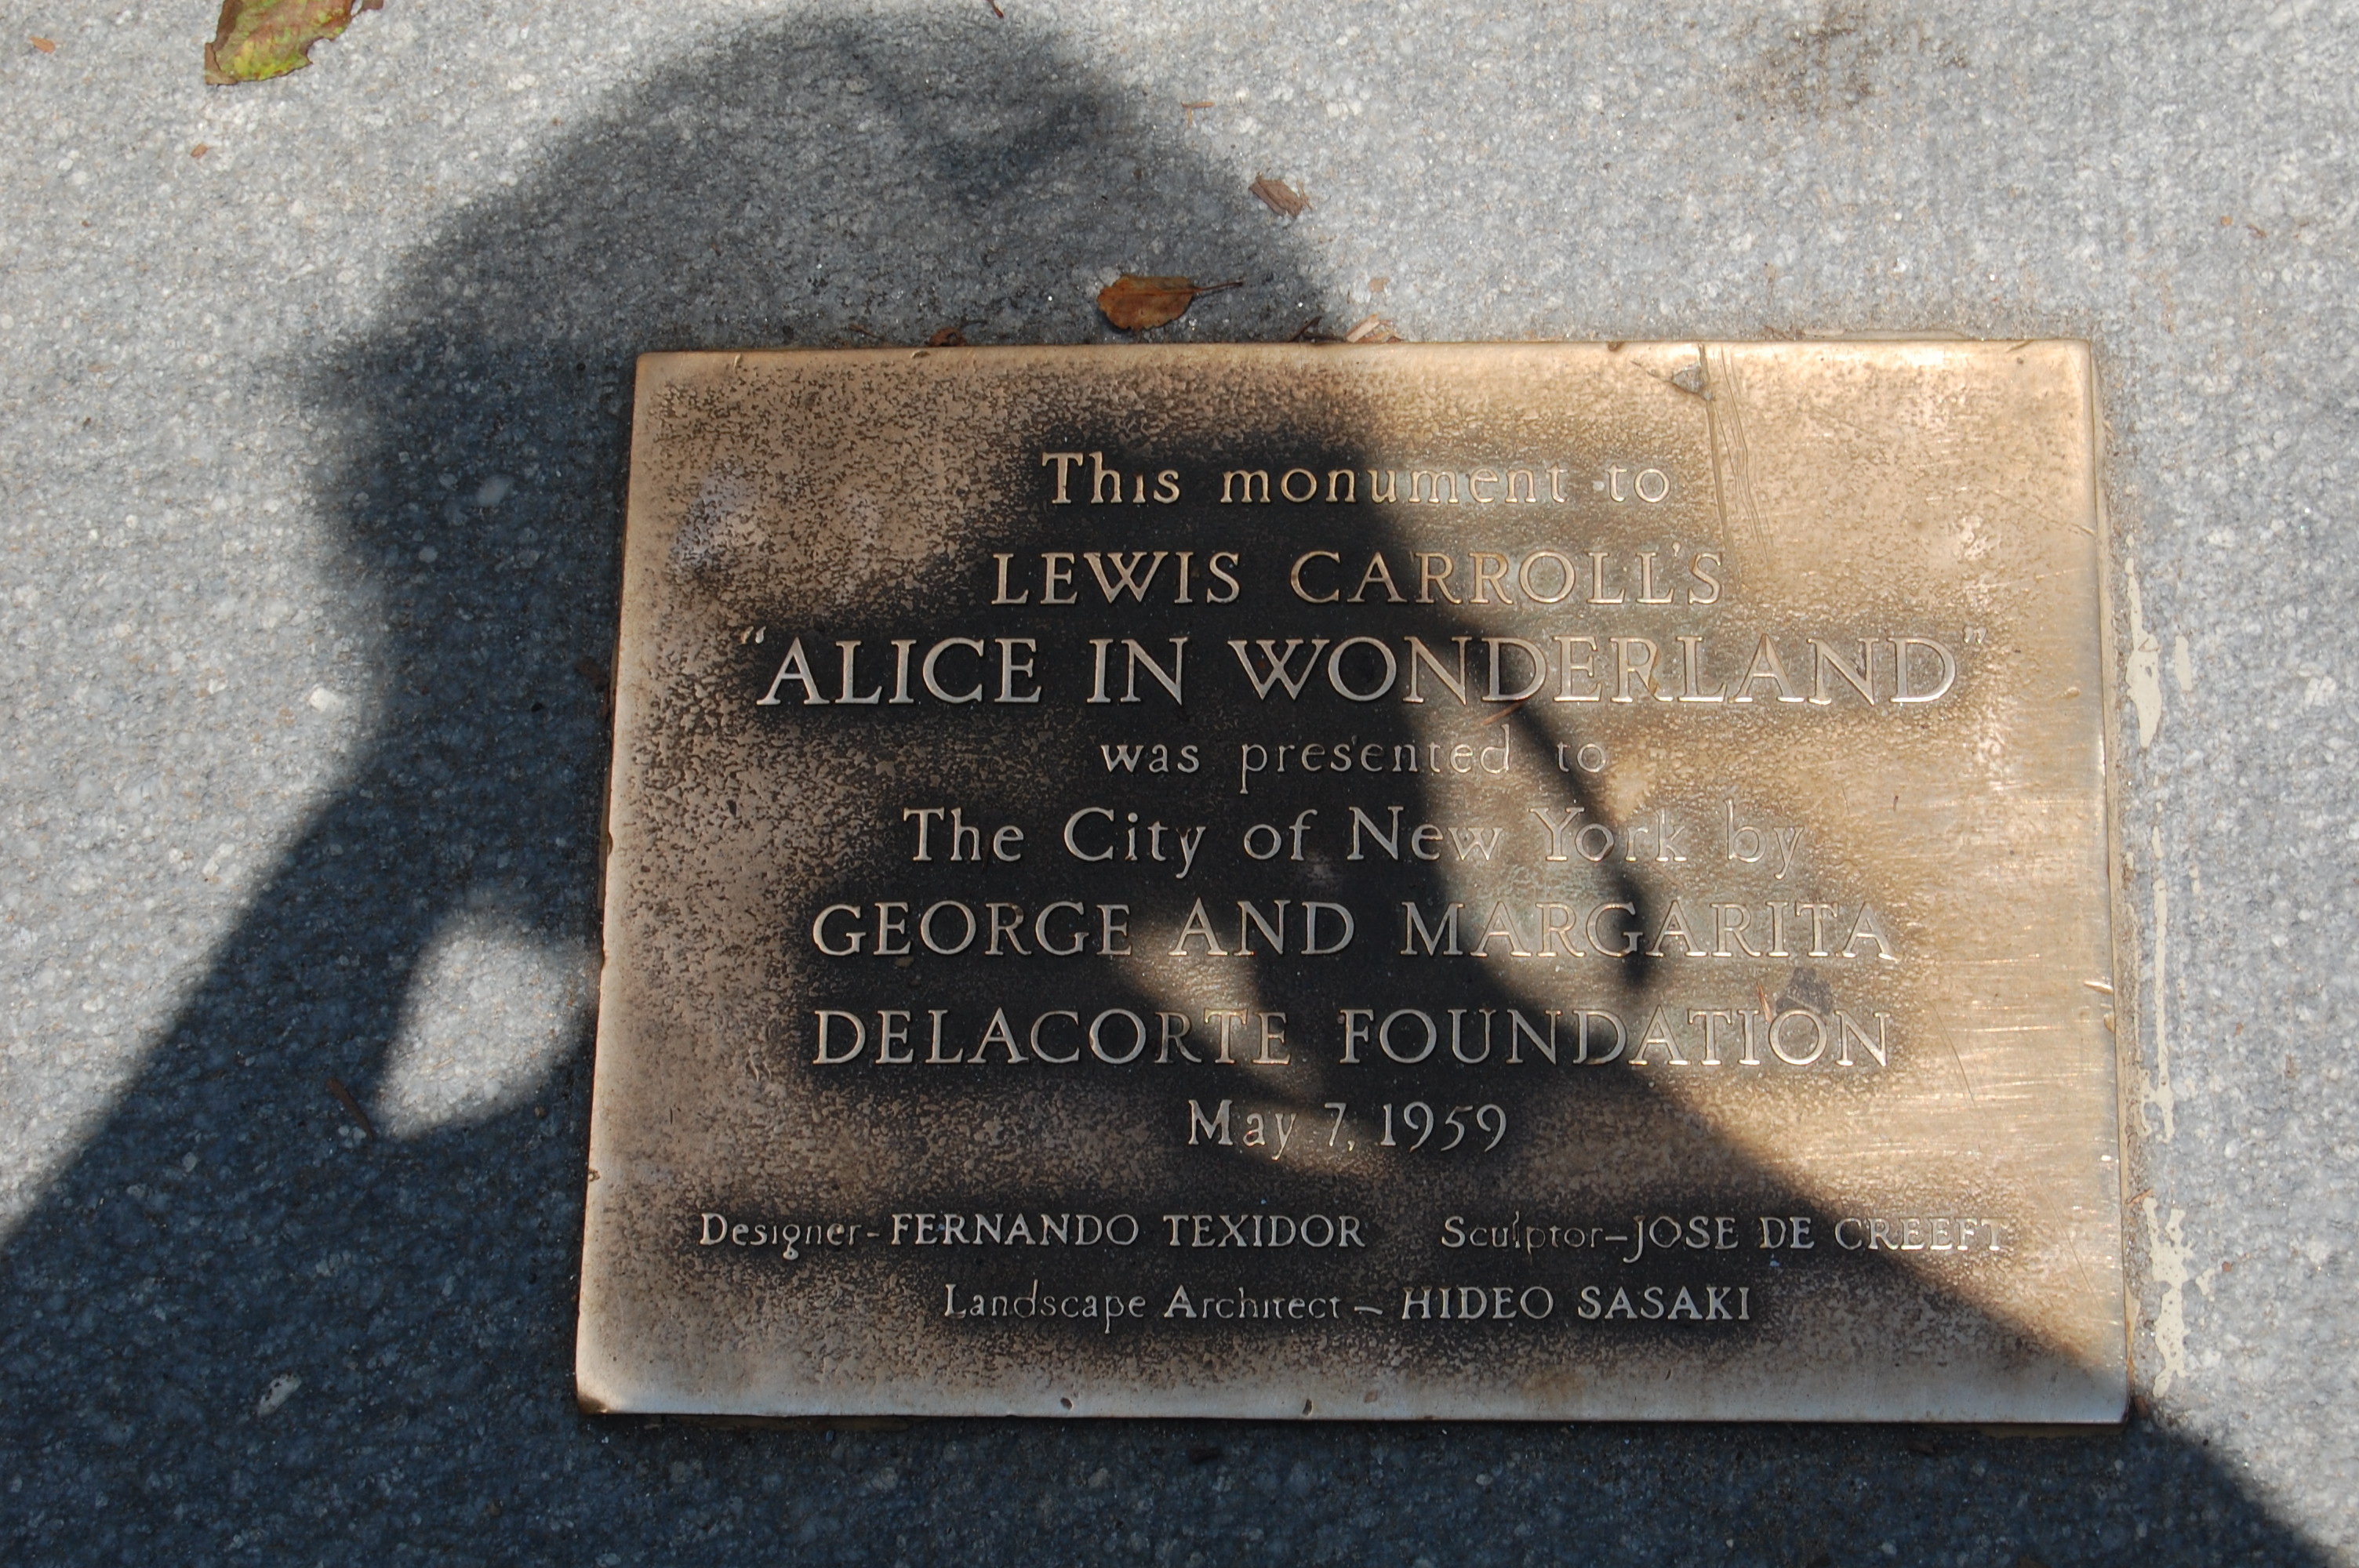 This monument to
LEWIS CARROLL'S
"ALICE IN WONDERLAND"
was presented to
The City of New York by
GEORGE AND MARGARITA
DELACORTE FOUNDATION
May 7, 1959
Designer-FERNANDO TEXIDOR Sculptor-JOSE DE CREEFT
Landscape Architect - HIDEO SASAKI